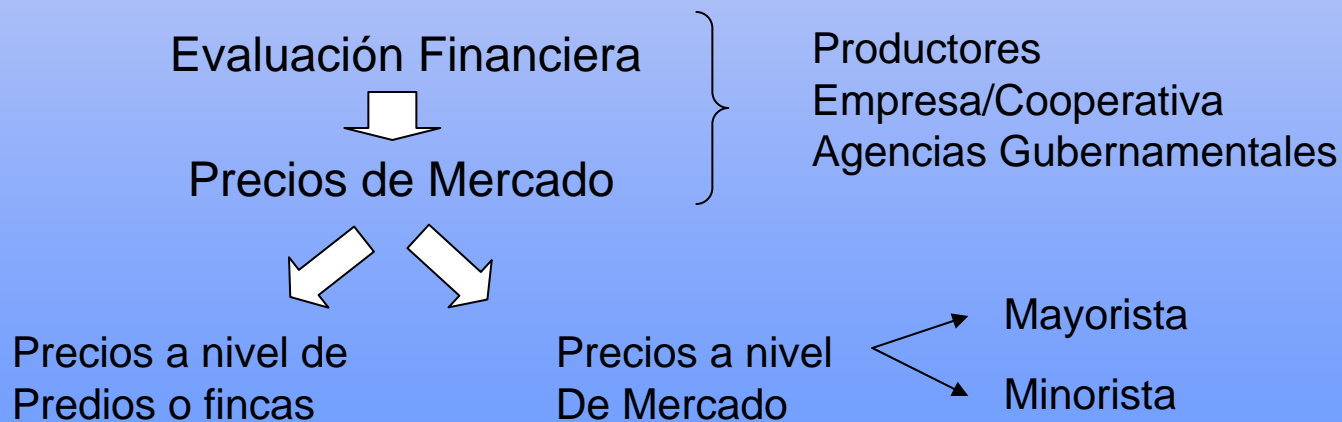 Evaluación Financiera
Precios de Mercado
Productores
Empresa/Cooperativa
Agencias Gubernamentales
Precios a nivel de
Predios o fincas
Precios a nivel
De Mercado
Mayorista
Minorista